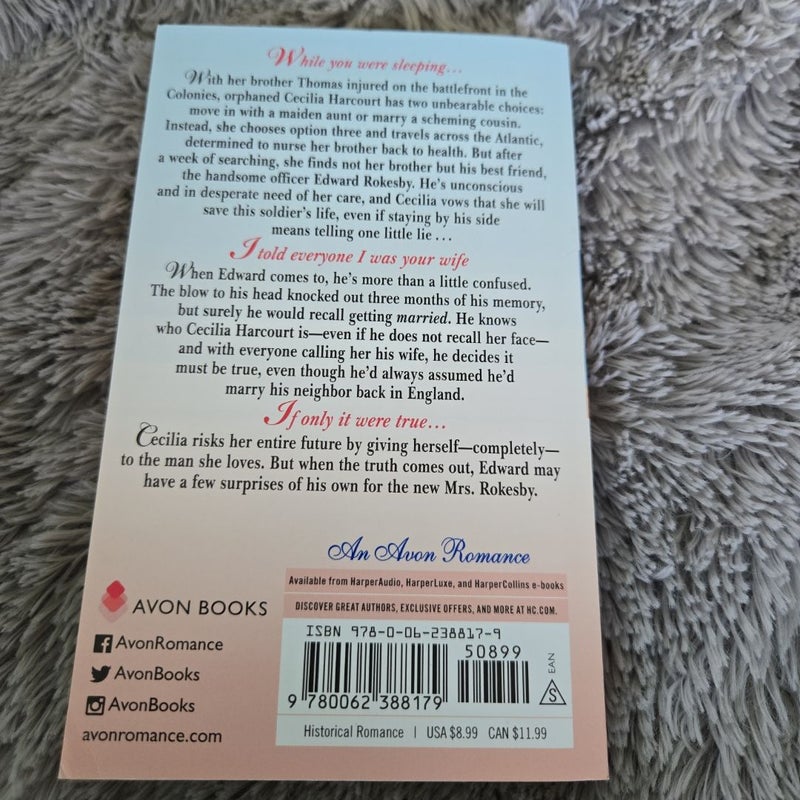 While you were sleeping...
With her brother Thomas injured on the battlefront in the
Colonies, orphaned Cecilia Harcourt has two unbearable choices:
move in with a maiden aunt or marry a scheming cousin.
Instead, she chooses option three and travels across the Atlantic,
determined to nurse her brother back to health. But after
a week of searching, she finds not her brother but his best friend,
the handsome officer Edward Rokesby. He's unconscious
and in desperate need of her care, and Cecilia vows that she will
save this soldier's life, even if staying by his side
means telling one little lie...
I told everyone I was your wife
When Edward comes to, he's more than a little confused.
The blow to his head knocked out three months of his memory,
but surely he would recall getting married. He knows
who Cecilia Harcourt is—even if he does not recall her face—
and with everyone calling her his wife, he decides it
must be true, even though he'd always assumed he'd
marry his neighbor back in England.
If only it were true...
Cecilia risks her entire future by giving herself—completely—
to the man she loves. But when the truth comes out, Edward may
have a few surprises of his own for the new Mrs. Rokesby.
An Avon Romance
Available from HarperAudio, HarperLuxe, and HarperCollins e-books
DISCOVER GREAT AUTHORS, EXCLUSIVE OFFERS, AND MORE AT HC.COM.
AVON BOOKS
AvonRomance
AvonBooks
AvonBooks
avonromance.com
ISBN 978-0-06-238817-9
50899
EAN
S
9 780062 388179
Historical Romance | USA $8.99 CAN $11.99